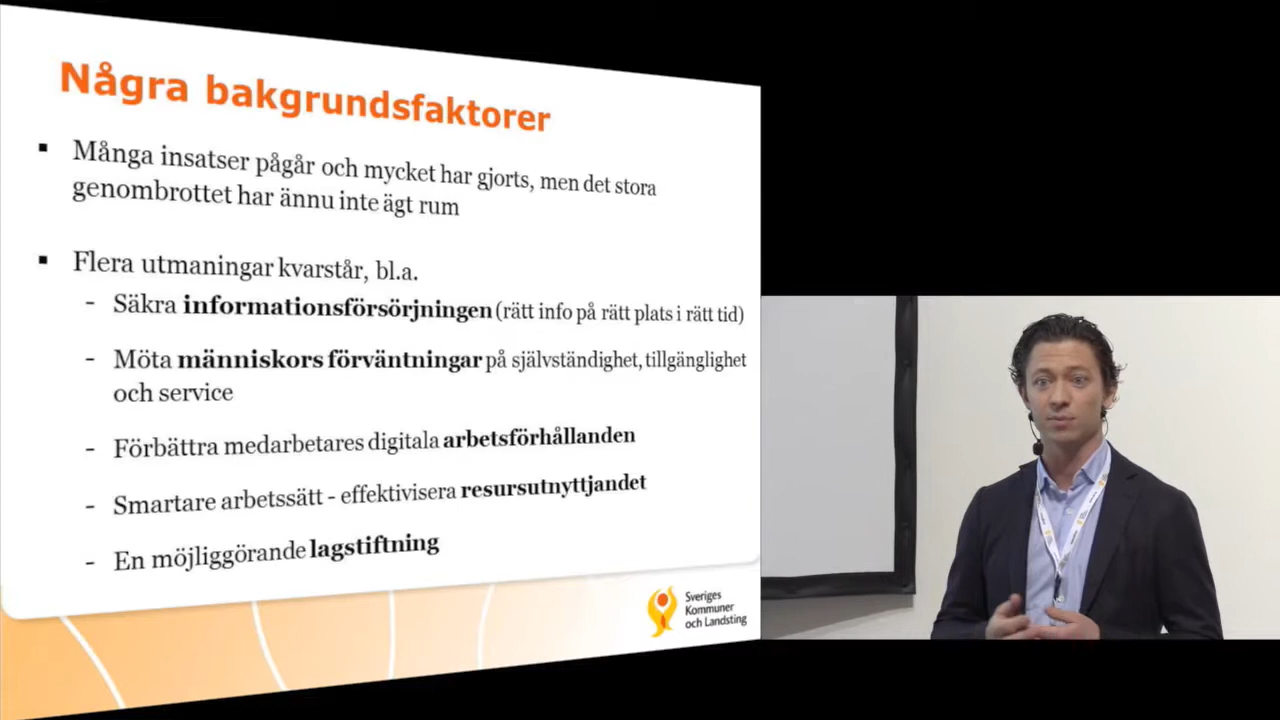 Några bakgrundsfaktorer
▪ Många insatser pågår och mycket har gjorts, men det stora
genombrottet har ännu inte ägt rum
▪ Flera utmaningar kvarstår, bl.a.
- Säkra informationsförsörjningen (rätt info på rätt plats i rätt tid)
- Möta människors förväntningar på självständighet, tillgänglighet
och service
- Förbättra medarbetares digitala arbetsförhållanden
- Smartare arbetssätt - effektivisera resursutnyttjandet
- En möjliggörande lagstiftning
Sveriges
Kommuner
och Landsting